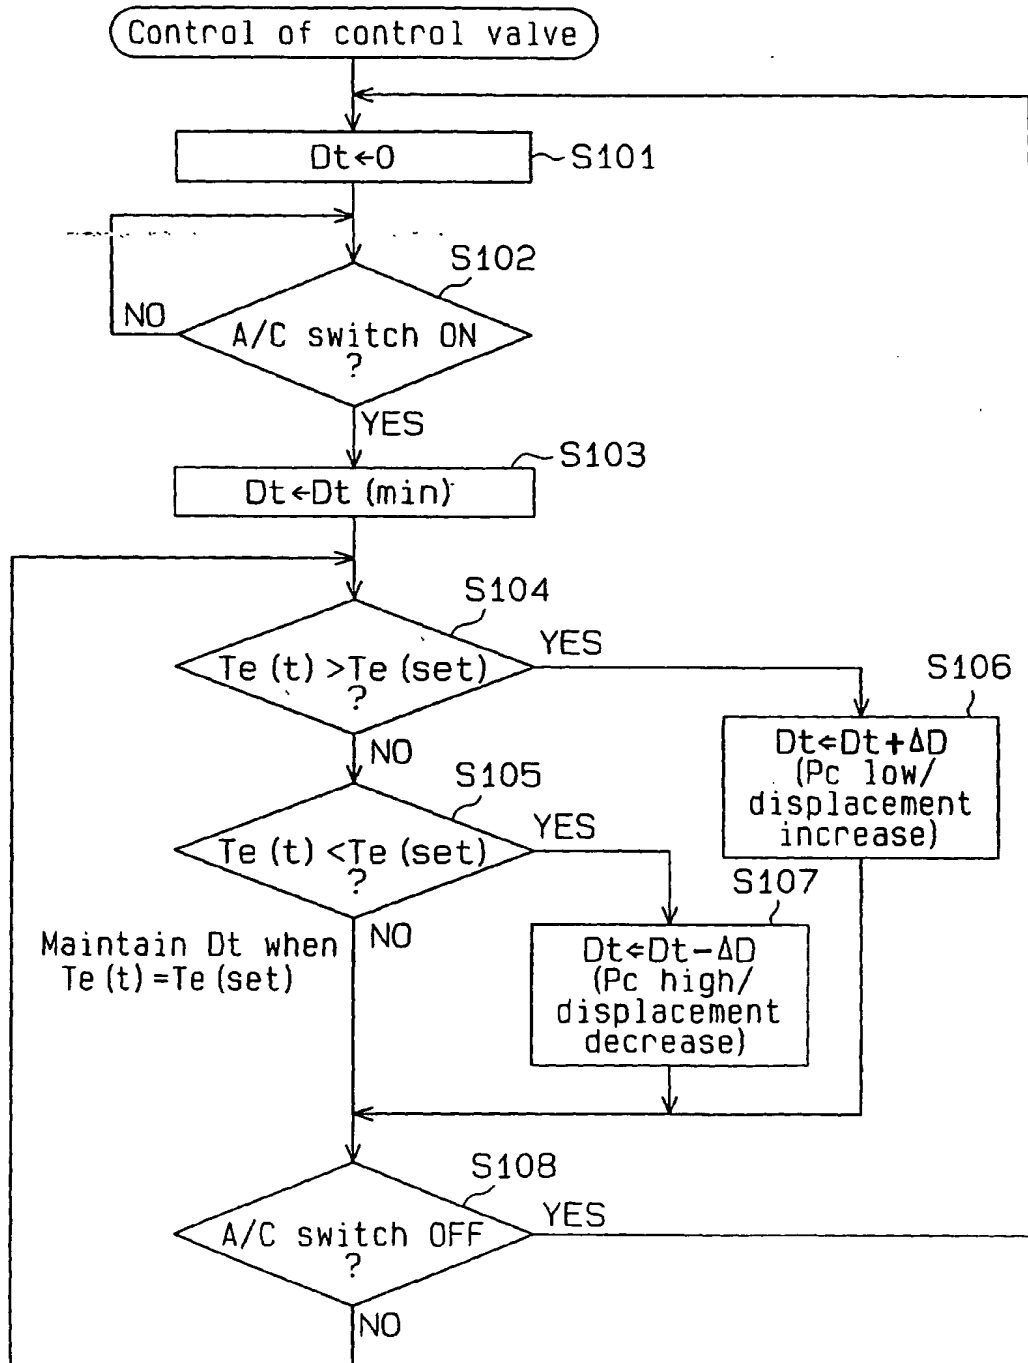 Control of control valve
Dt←0
S101
S102
NO
A/C switch ON
?
YES
S103
Dt←Dt (min)
S104
YES
Te (t) >Te (set)
?
NO
S106
Dt⇐Dt+ΔD
(Pc low/
displacement
increase)
S105
YES
Te (t) <Te (set)
?
NO
S107
Dt⇐Dt−ΔD
(Pc high/
displacement
decrease)
Maintain Dt when
Te (t) =Te (set)
S108
YES
A/C switch OFF
?
NO